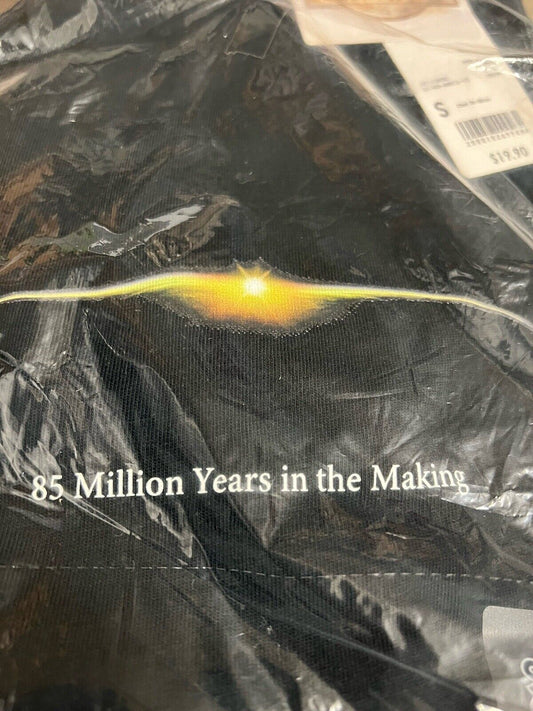 S
$19.90
85 Million Years in the Making